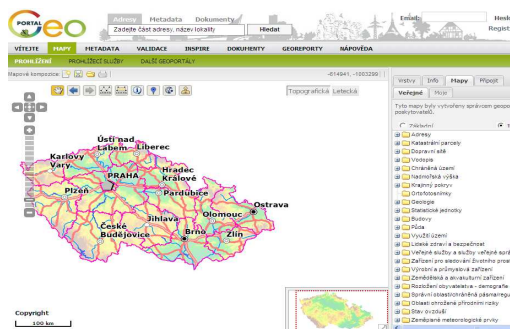 PORTAL
Geo
Adresy Metadata Dokumenty
Zadejte část adresy, název lokality
Hledat
Email:
Hesl
Regist
VÍTEJTE MAPY METADATA VALIDACE INSPIRE DOKUMENTY GEOREPORTY NÁPOVĚDA
PROHLÍŽENÍ PROHLÍŽECÍ SLUŽBY DALŠÍ GEOPORTÁLY
Mapové kompozice:
-614941, -1003299
Topografická Letecká
Ústí nad
Labem
Liberec
Karlovy
Vary
PRAHA
Hradec
Králové
Plzeň
Pardubice
Ostrava
Olomouc
Jihlava
České
Budějovice
Brno
Zlín
Copyright
100 km
Vrstvy Info Mapy Připojit
Veřejné Moje
Tyto mapy byly vytvořeny správcem geopo
poskytovatelů.
Základní
T
Adresy
Katastrální parcely
Dopravní sítě
Vodopis
Chráněná území
Nadmořská výška
Krajinný pokryv
Ortofotosnímky
Geologie
Statistické jednotky
Budovy
Půda
Využití území
Lidské zdraví a bezpečnost
Veřejné služby a služby veřejné sprá
Zařízení pro sledování životního prost
Výrobní a průmyslová zařízení
Zemědělská a akvakulturní zařízení
Rozložení obyvatelstva - demografie
Správní oblasti/chráněná pásma/regu
Oblasti ohrožené přírodními riziky
Stav ovzduší
Zeměpisné meteorologické prvky